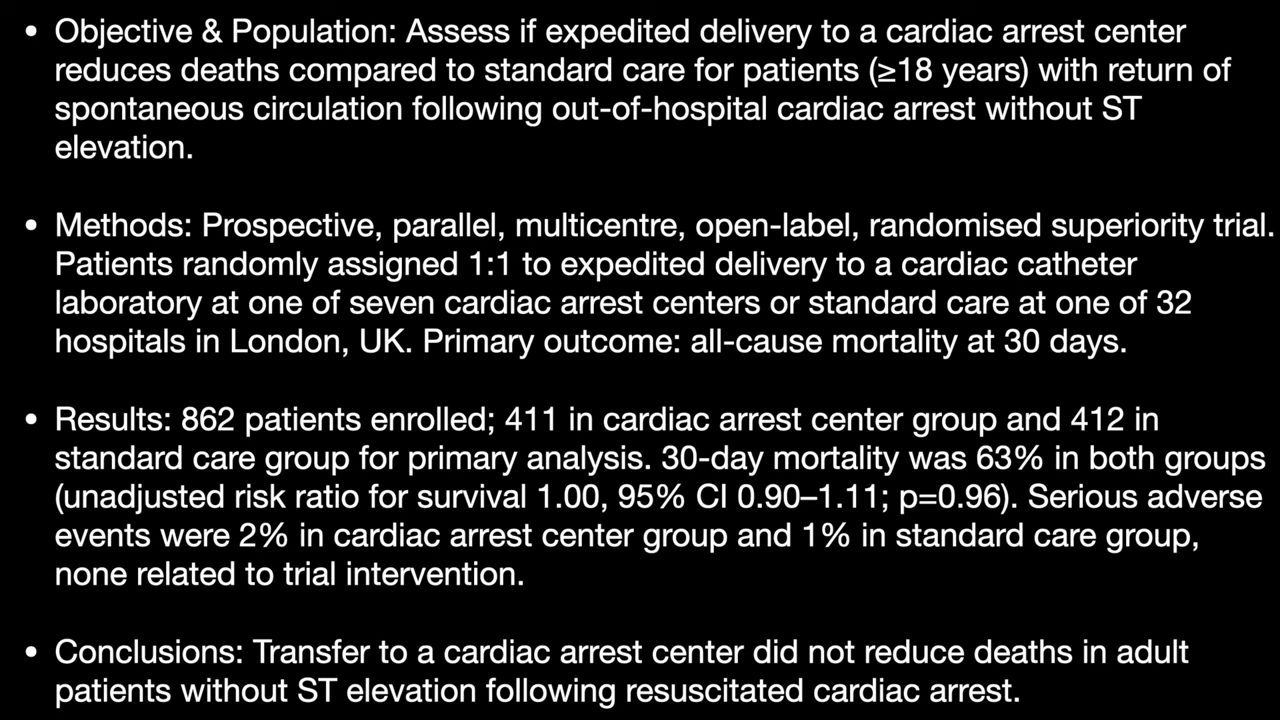 • Objective & Population: Assess if expedited delivery to a cardiac arrest center
reduces deaths compared to standard care for patients (≥18 years) with return of
spontaneous circulation following out-of-hospital cardiac arrest without ST
elevation.
• Methods: Prospective, parallel, multicentre, open-label, randomised superiority trial.
Patients randomly assigned 1:1 to expedited delivery to a cardiac catheter
laboratory at one of seven cardiac arrest centers or standard care at one of 32
hospitals in London, UK. Primary outcome: all-cause mortality at 30 days.
• Results: 862 patients enrolled; 411 in cardiac arrest center group and 412 in
standard care group for primary analysis. 30-day mortality was 63% in both groups
(unadjusted risk ratio for survival 1.00, 95% CI 0.90–1.11; p=0.96). Serious adverse
events were 2% in cardiac arrest center group and 1% in standard care group,
none related to trial intervention.
• Conclusions: Transfer to a cardiac arrest center did not reduce deaths in adult
patients without ST elevation following resuscitated cardiac arrest.